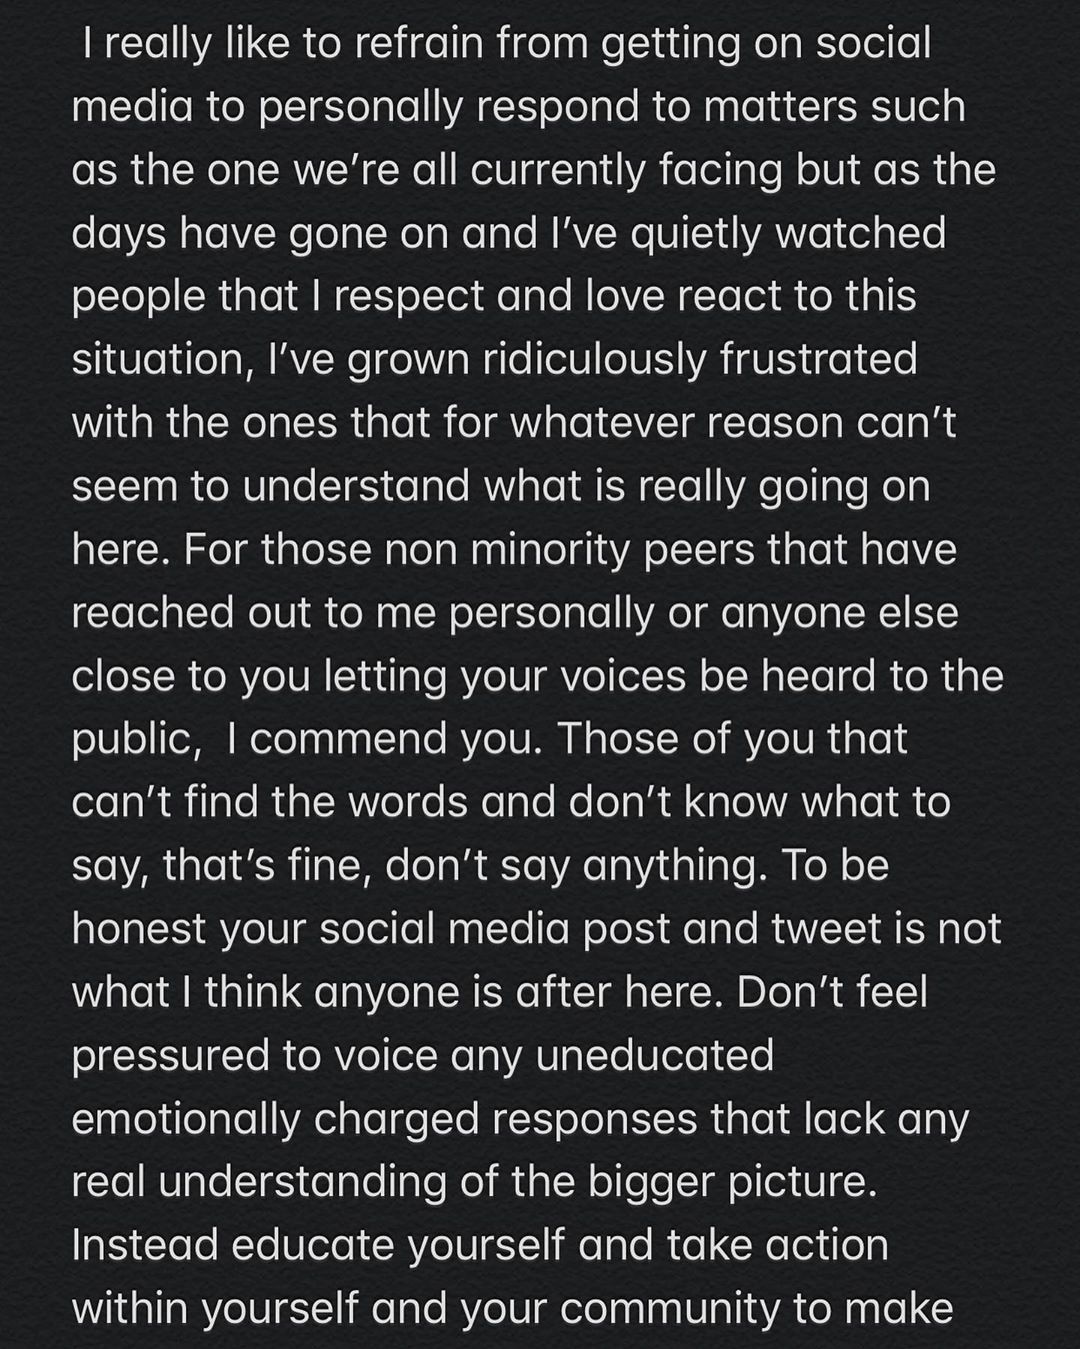 I really like to refrain from getting on social
media to personally respond to matters such
as the one we’re all currently facing but as the
days have gone on and I’ve quietly watched
people that I respect and love react to this
situation, I’ve grown ridiculously frustrated
with the ones that for whatever reason can’t
seem to understand what is really going on
here. For those non minority peers that have
reached out to me personally or anyone else
close to you letting your voices be heard to the
public,  I commend you. Those of you that
can’t find the words and don’t know what to
say, that’s fine, don’t say anything. To be
honest your social media post and tweet is not
what I think anyone is after here. Don’t feel
pressured to voice any uneducated
emotionally charged responses that lack any
real understanding of the bigger picture.
Instead educate yourself and take action
within yourself and your community to make